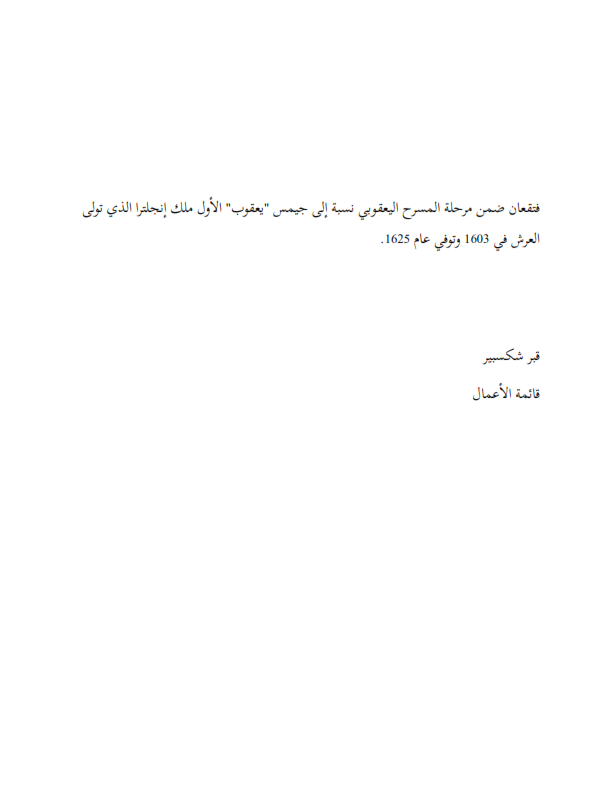 فتقعان ضمن مرحلة المسرح اليعقوبي نسبة إلى جيمس "يعقوب" الأول ملك إنجلترا الذي تولى
العرش في 1603 وتوفي عام 1625.
قبر شكسبير
قائمة الأعمال